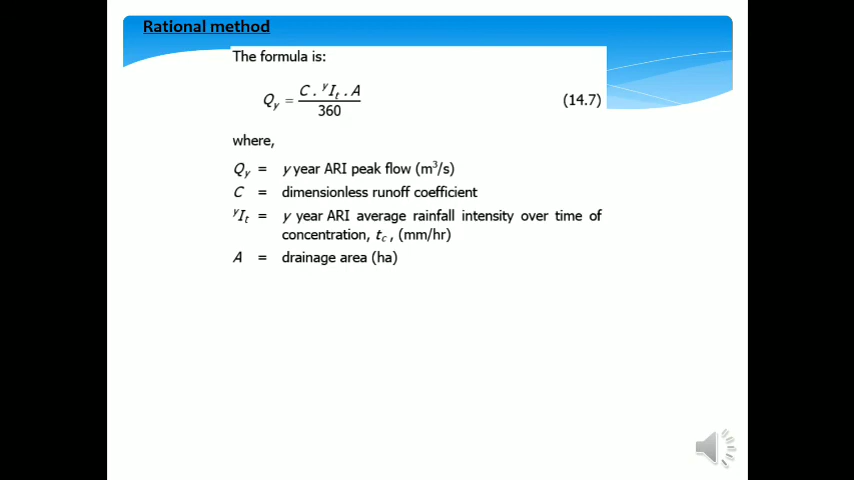 Rational method
The formula is:
Q_y = C . ^yI_t . A / 360 (14.7)
where,
Q_y = y year ARI peak flow (m³/s)
C = dimensionless runoff coefficient
^yI_t = y year ARI average rainfall intensity over time of
concentration, t_c , (mm/hr)
A = drainage area (ha)